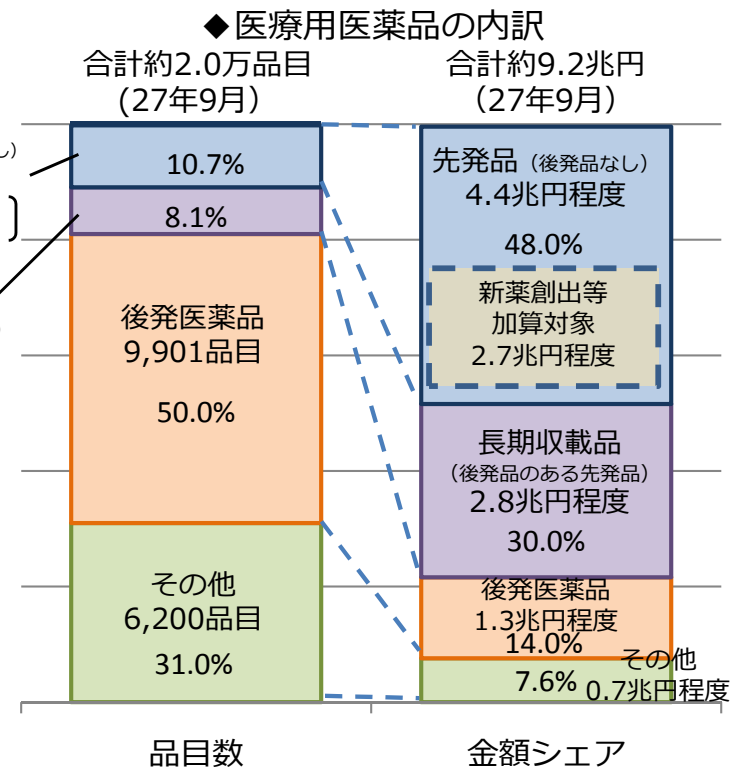 ◆医療用医薬品の内訳
合計約2.0万品目
(27年9月）
合計約9.2兆円
（27年9月）
し）
10.7%
8.1%
後発医薬品
9,901品目
50.0%
その他
6,200品目
31.0%
先発品（後発品なし）
4.4兆円程度
48.0%
新薬創出等
加算対象
2.7兆円程度
長期収載品
（後発品のある先発品）
2.8兆円程度
30.0%
後発医薬品
1.3兆円程度
14.0%
その他
7.6% 0.7兆円程度
品目数
金額シェア